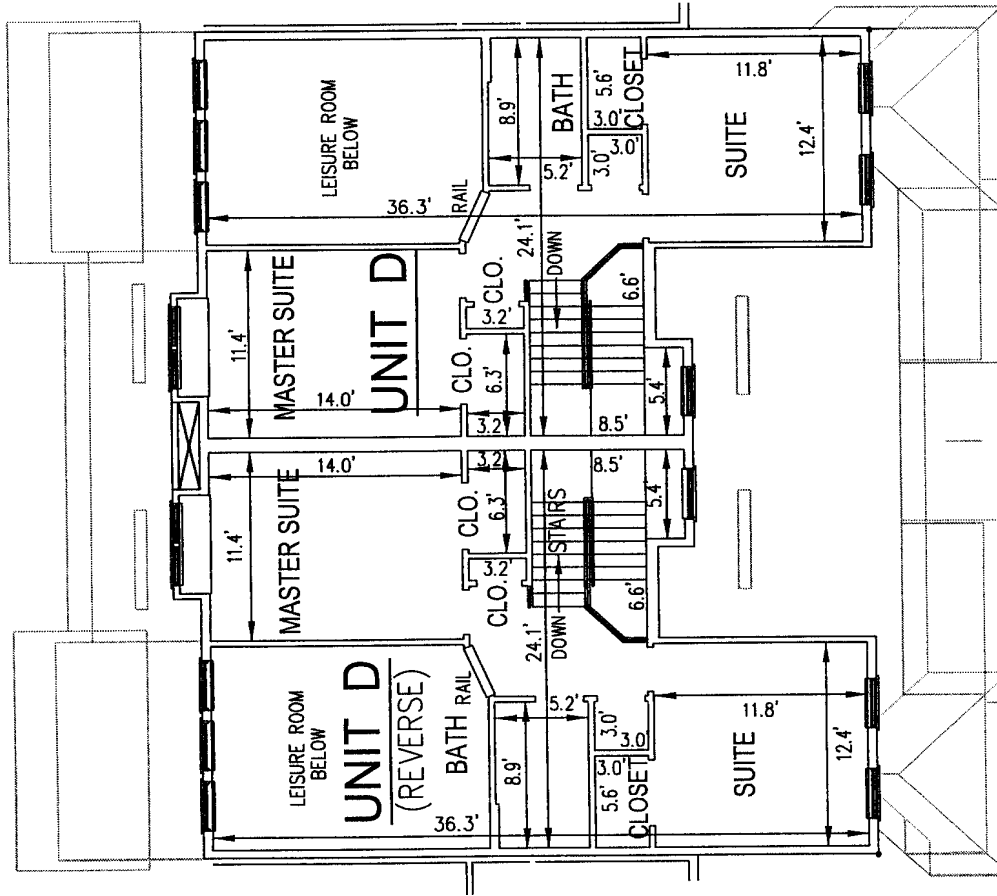 LEISURE ROOM
BELOW
8.9'
5.2'
BATH
5.6'
3.0'
CLOSET
3.0'
3.0'
11.8'
12.4'
SUITE
36.3'
RAIL
24.1'
DOWN
6.6'
MASTER SUITE
11.4'
14.0'
UNIT D
CLO.
3.2'
CLO.
6.3'
3.2
8.5'
5.4'
MASTER SUITE
11.4'
14.0'
3.2
CLO.
6.3'
3.2'
CLO.
STAIRS
8.5'
5.4'
6.6'
DOWN
24.1'
LEISURE ROOM
BELOW
UNIT D
(REVERSE)
BATH
RAIL
8.9'
5.2'
3.0'
3.0'
3.0'
5.6'
CLOSET
11.8'
12.4'
SUITE
36.3'